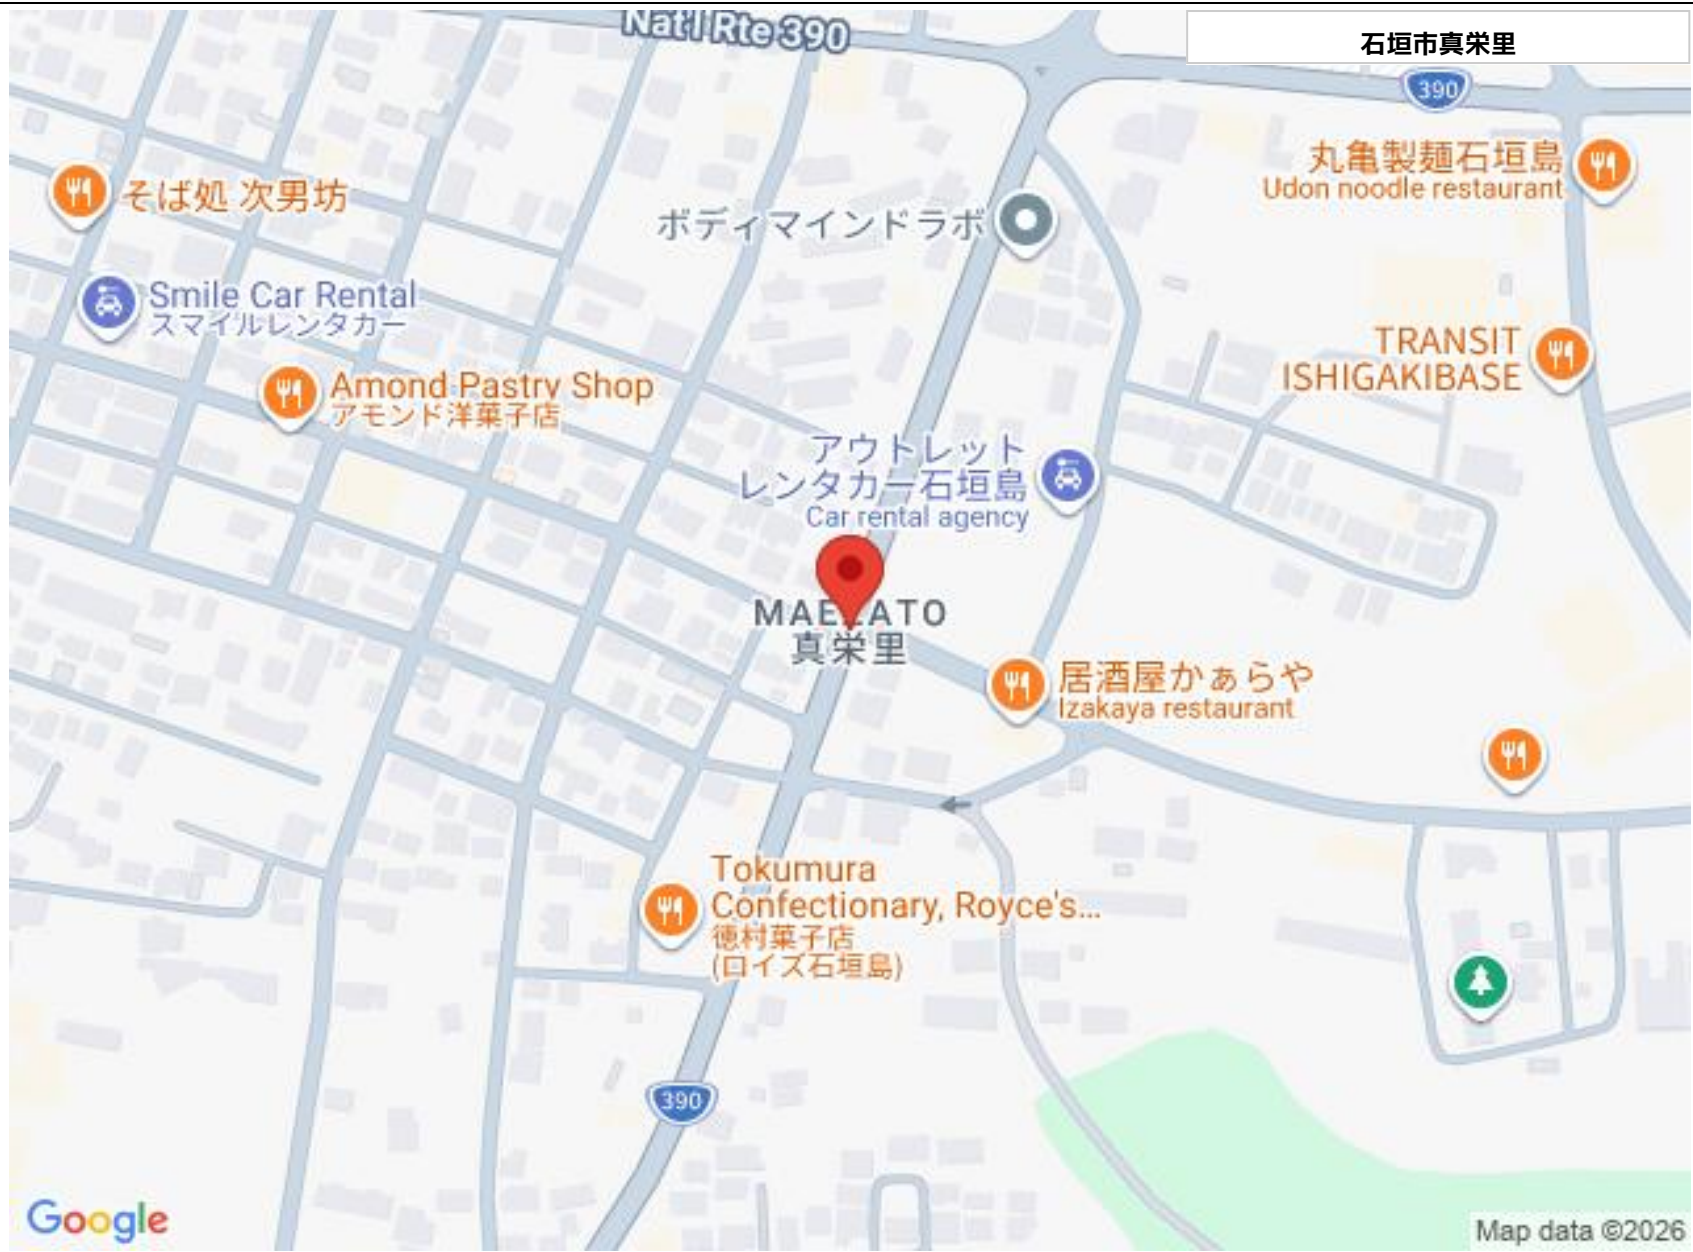 Nat'l Rte 390
石垣市真栄里
390
丸亀製麺石垣島
Udon noodle restaurant
そば処 次男坊
ボディマインドラボ
Smile Car Rental
スマイルレンタカー
TRANSIT
ISHIGAKIBASE
Amond Pastry Shop
アモンド洋菓子店
アウトレット
レンタカー石垣島
Car rental agency
MAEZATO
真栄里
居酒屋かぁらや
Izakaya restaurant
Tokumura
Confectionary, Royce's...
徳村菓子店
(ロイズ石垣島)
390
Google
Map data ©2026